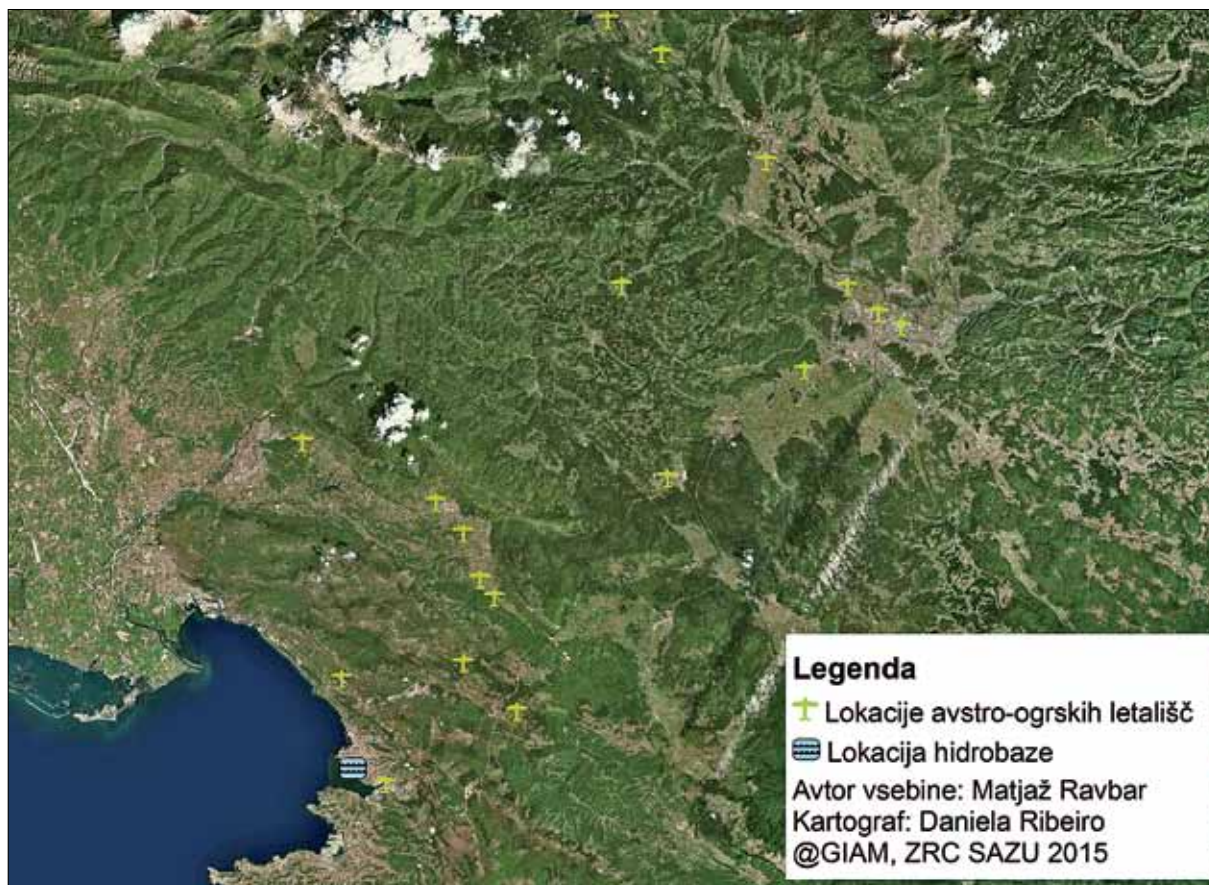 Legenda
Lokacije avstro-ogrskih letališč
Lokacija hidrobaze
Avtor vsebine: Matjaž Ravbar
Kartograf: Daniela Ribeiro
@GIAM, ZRC SAZU 2015